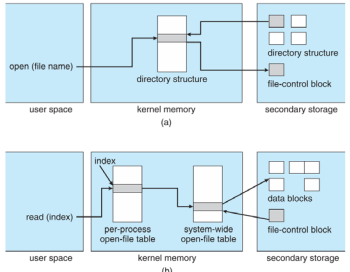 directory structure
open (file name)
directory structure
file-control block
user space
kernel memory
secondary storage
(a)
index
data blocks
read (index)
per-process
open-file table
system-wide
open-file table
file-control block
user space
kernel memory
secondary storage
(b)